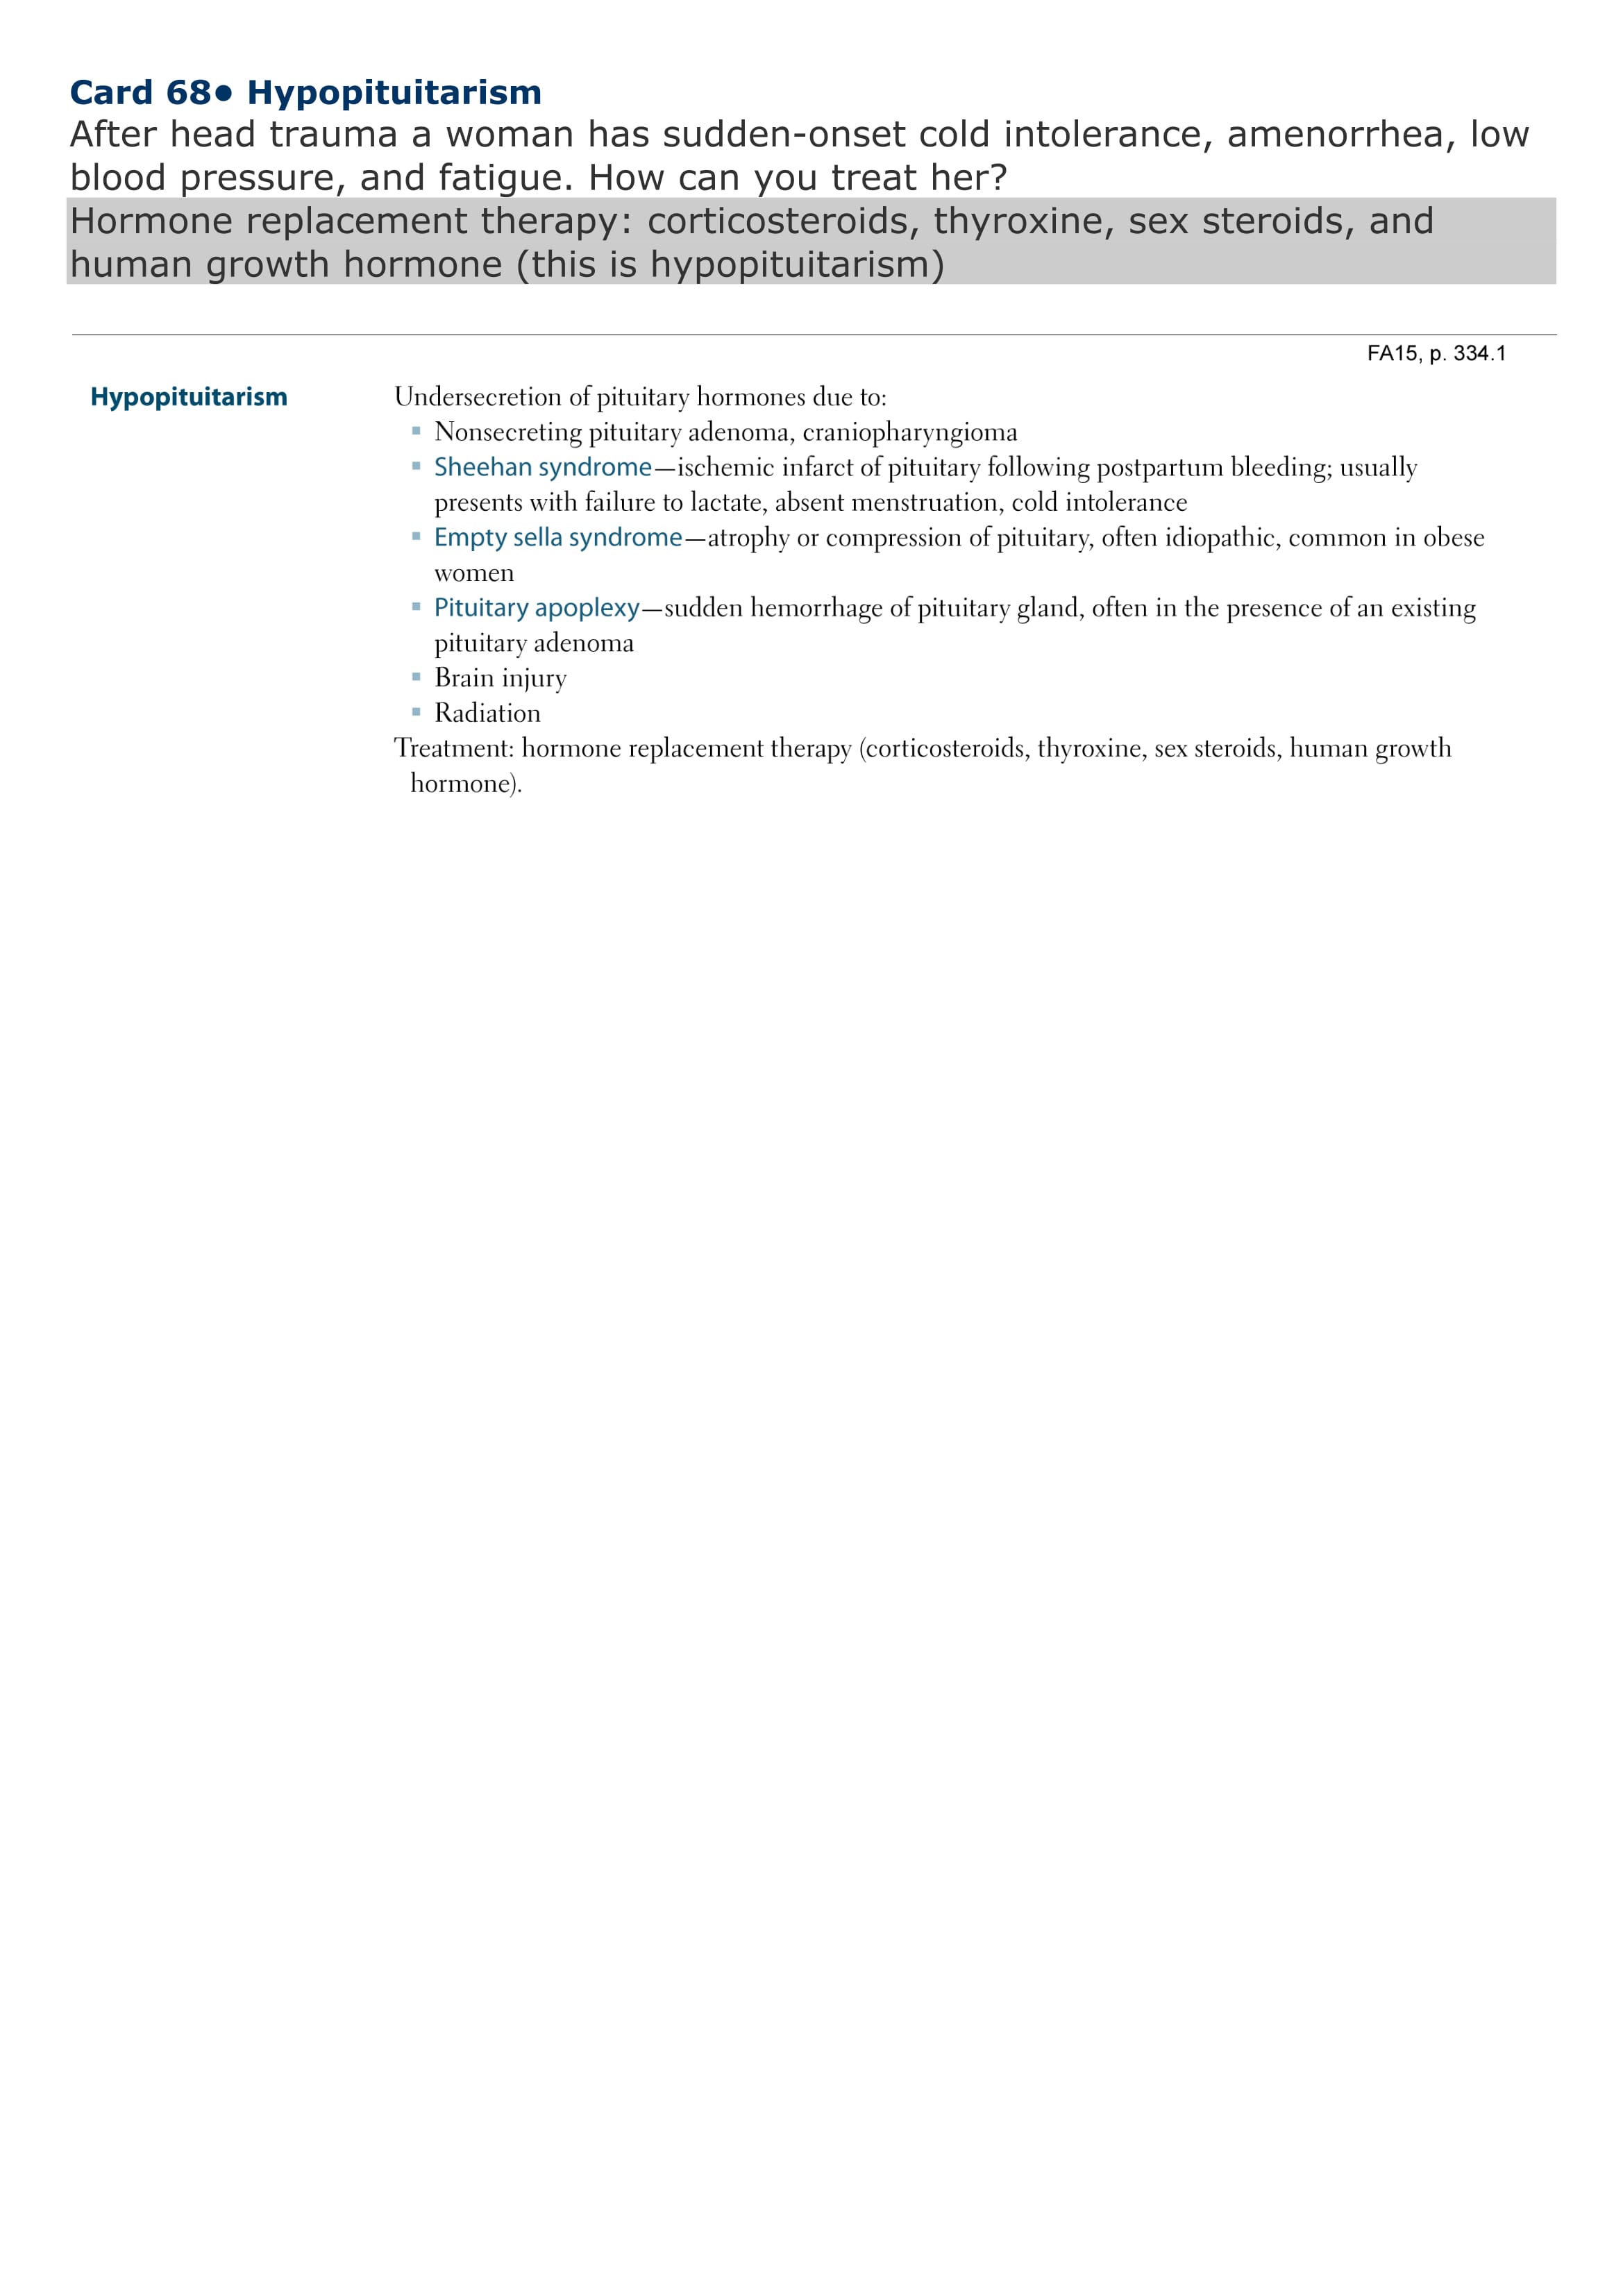 Card 68● Hypopituitarism
After head trauma a woman has sudden-onset cold intolerance, amenorrhea, low
blood pressure, and fatigue. How can you treat her?
Hormone replacement therapy: corticosteroids, thyroxine, sex steroids, and
human growth hormone (this is hypopituitarism)
FA15, p. 334.1
Hypopituitarism
Undersecretion of pituitary hormones due to:
▪ Nonsecreting pituitary adenoma, craniopharyngioma
▪ Sheehan syndrome—ischemic infarct of pituitary following postpartum bleeding; usually
presents with failure to lactate, absent menstruation, cold intolerance
▪ Empty sella syndrome—atrophy or compression of pituitary, often idiopathic, common in obese
women
▪ Pituitary apoplexy—sudden hemorrhage of pituitary gland, often in the presence of an existing
pituitary adenoma
▪ Brain injury
▪ Radiation
Treatment: hormone replacement therapy (corticosteroids, thyroxine, sex steroids, human growth
hormone).